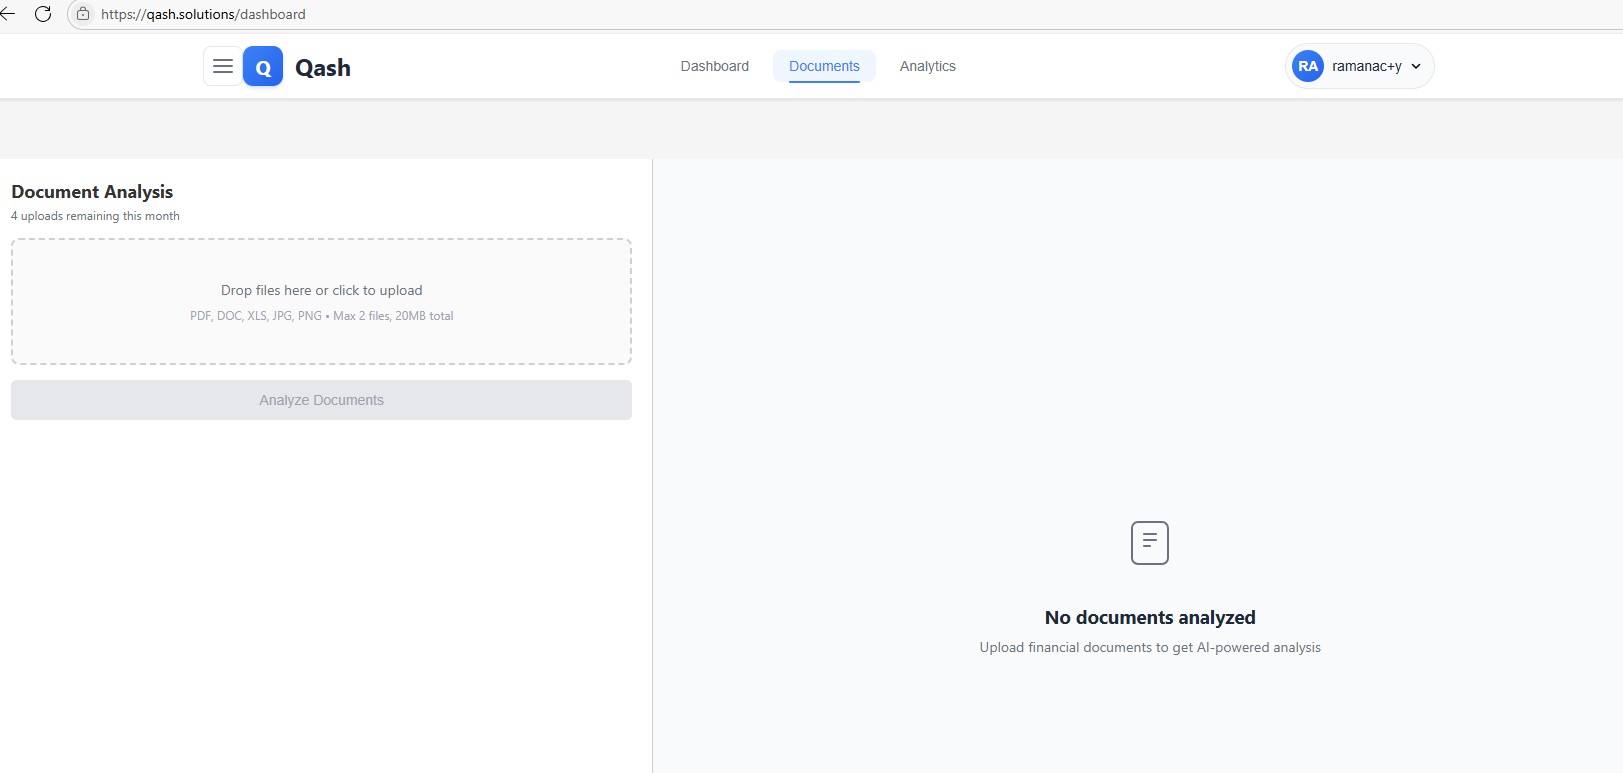 https://qash.solutions/dashboard
Q Qash
Dashboard Documents Analytics
RA ramanac+y
Document Analysis
4 uploads remaining this month
Drop files here or click to upload
PDF, DOC, XLS, JPG, PNG • Max 2 files, 20MB total
Analyze Documents
No documents analyzed
Upload financial documents to get AI-powered analysis